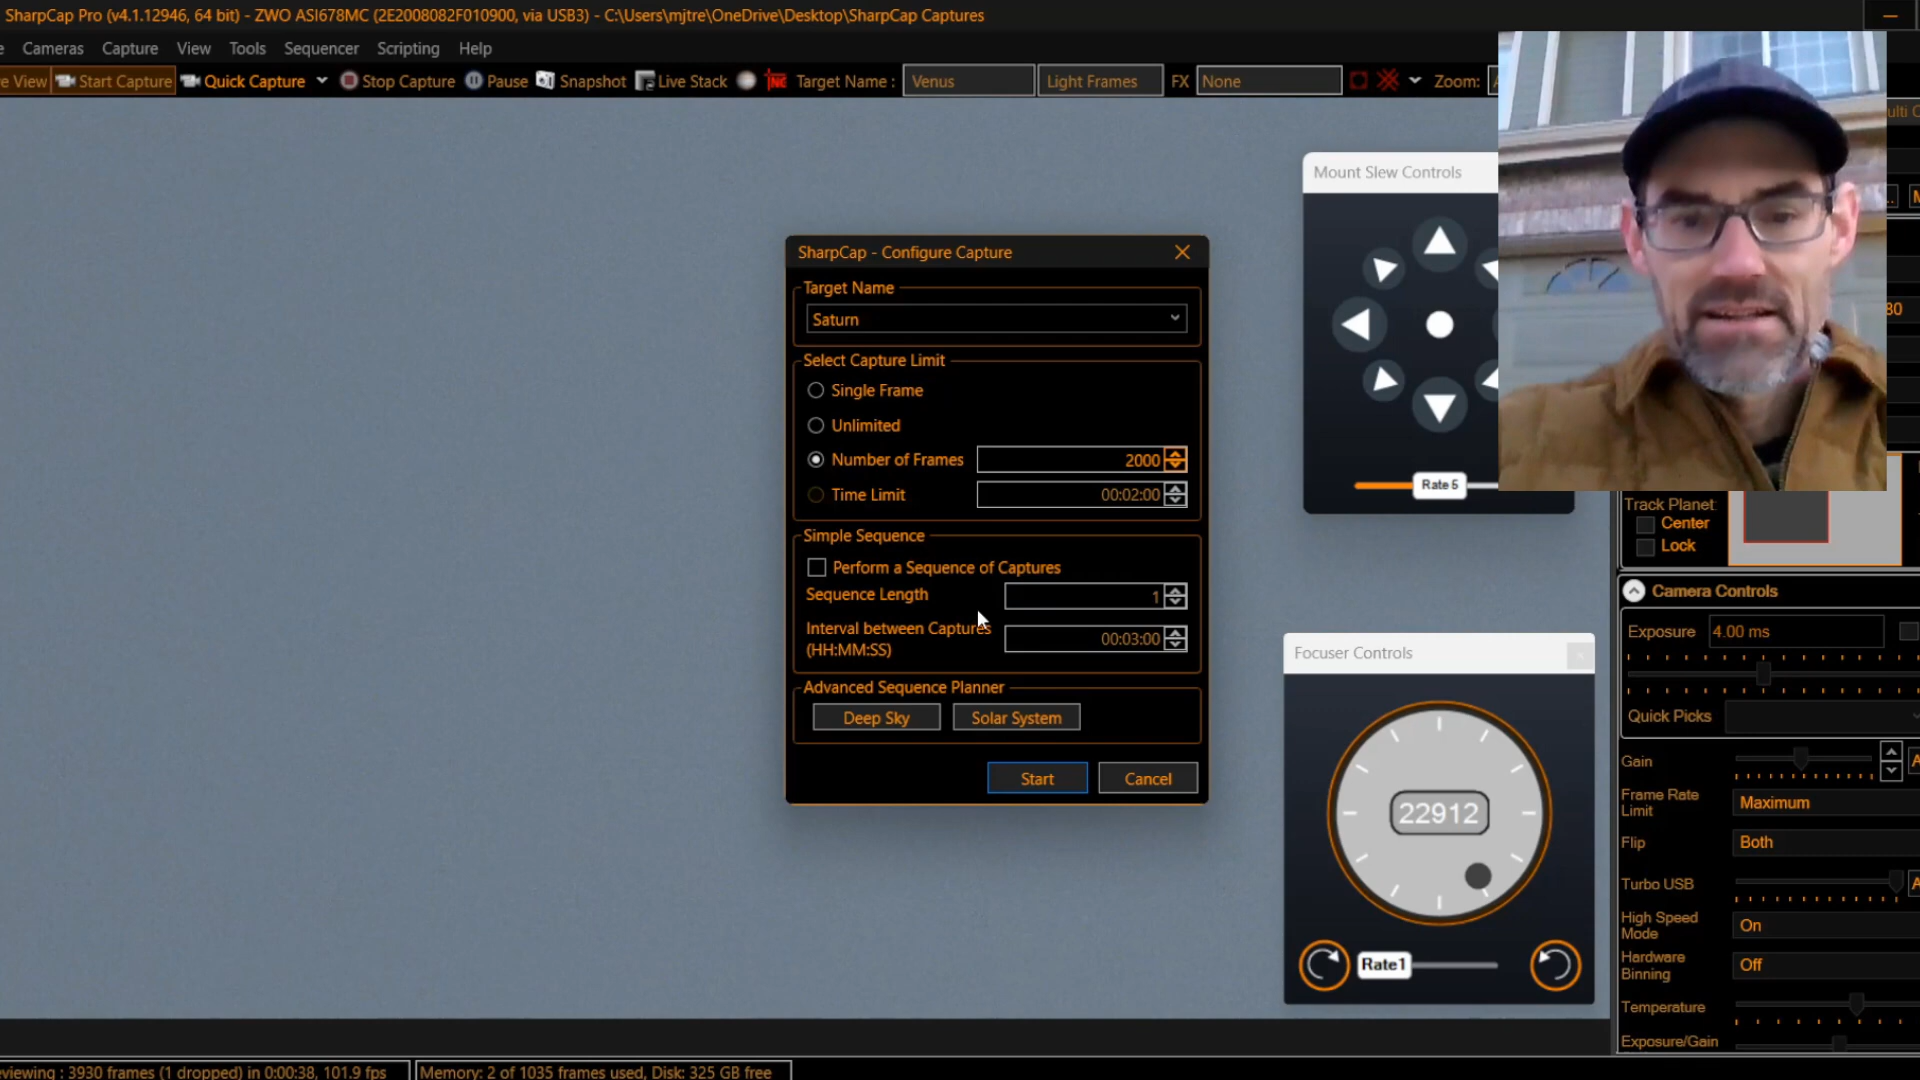 SharpCap Pro (v4.1.12946, 64 bit) - ZWO ASI678MC (2E2008082F010900, via USB3) - C:\Users\mjtre\OneDrive\Desktop\SharpCap Captures
Cameras Capture View Tools Sequencer Scripting Help
View Start Capture Quick Capture Stop Capture Pause Snapshot Live Stack Target Name : Venus Light Frames FX None Zoom:
Mount Slew Controls
SharpCap - Configure Capture
Target Name
Saturn
Select Capture Limit
Single Frame
Unlimited
Number of Frames 2000
Time Limit 00:02:00
Rate 5
Simple Sequence
Perform a Sequence of Captures
Sequence Length 1
Interval between Captures
(HH:MM:SS) 00:03:00
Advanced Sequence Planner
Deep Sky Solar System
Start Cancel
Track Planet:
Center
Lock
Camera Controls
Exposure 4.00 ms
Quick Picks
Gain
Frame Rate
Limit Maximum
Flip Both
Turbo USB
High Speed
Mode On
Hardware
Binning Off
Temperature
Exposure/Gain
Focuser Controls
22912
Rate1
eviewing : 3930 frames (1 dropped) in 0:00:38, 101.9 fps Memory: 2 of 1035 frames used, Disk: 325 GB free